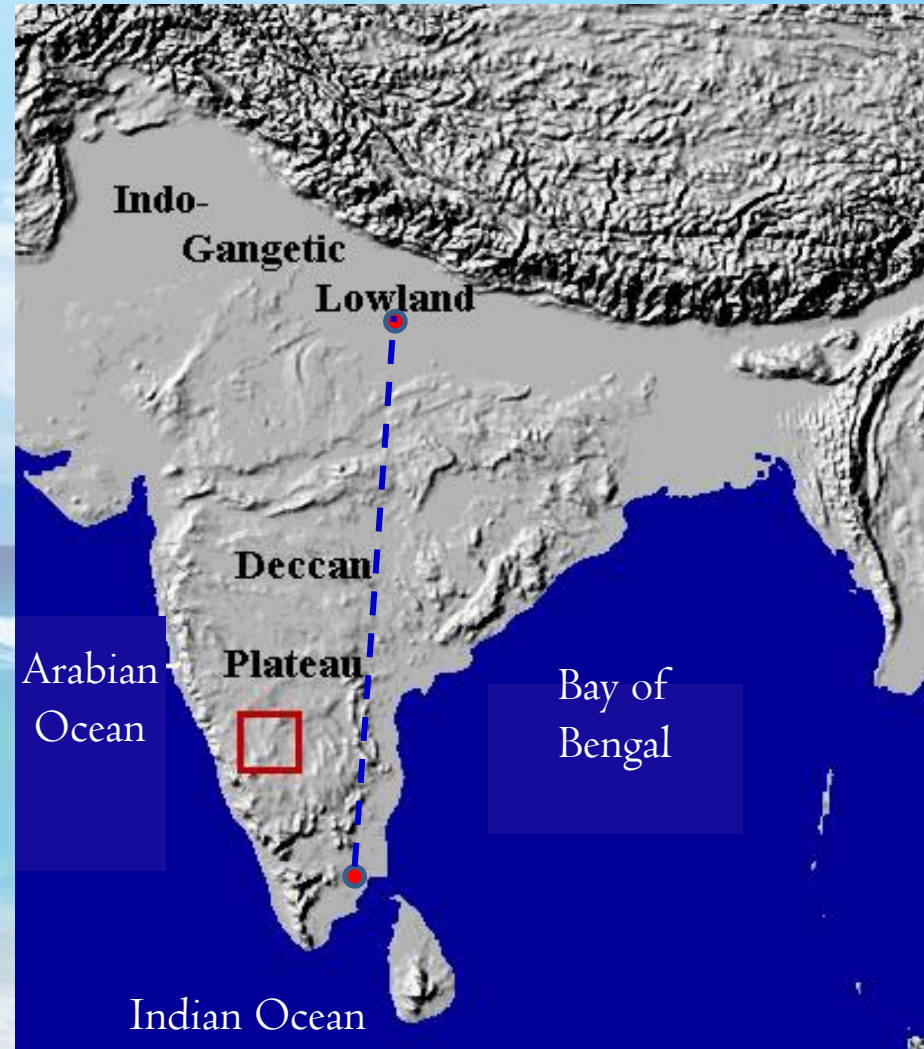 Indo-
Gangetic
Lowland
Deccan
Plateau
Arabian
Ocean
Bay of
Bengal
Indian Ocean